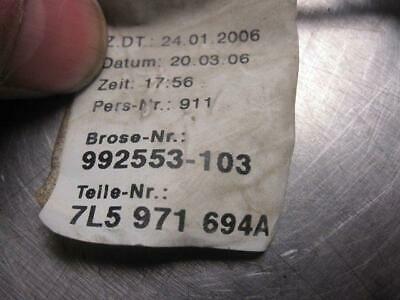 Z.DT.: 24.01.2006
Datum: 20.03.06
Zeit: 17:56
Pers-Nr.: 911
Brose-Nr.:
992553-103
Teile-Nr.:
7L5 971 694A